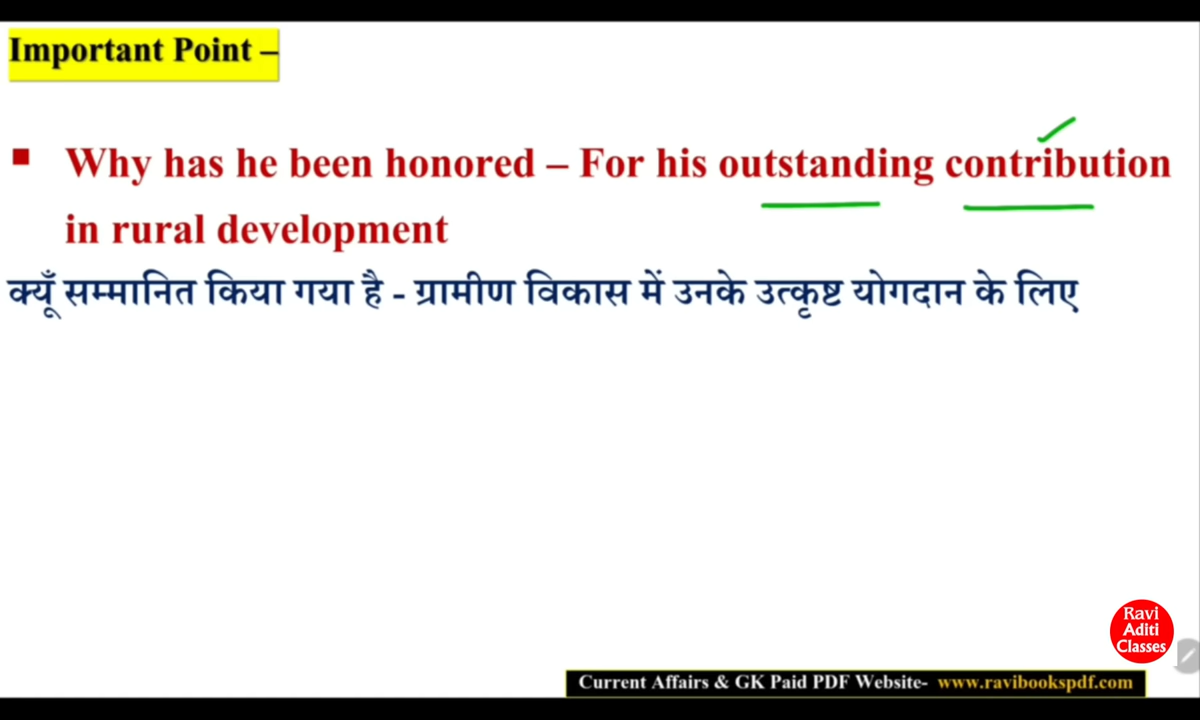 Important Point –
▪ Why has he been honored – For his outstanding contribution
in rural development
क्यूँ सम्मानित किया गया है - ग्रामीण विकास में उनके उत्कृष्ट योगदान के लिए
Ravi
Aditi
Classes
Current Affairs & GK Paid PDF Website- www.ravibookspdf.com